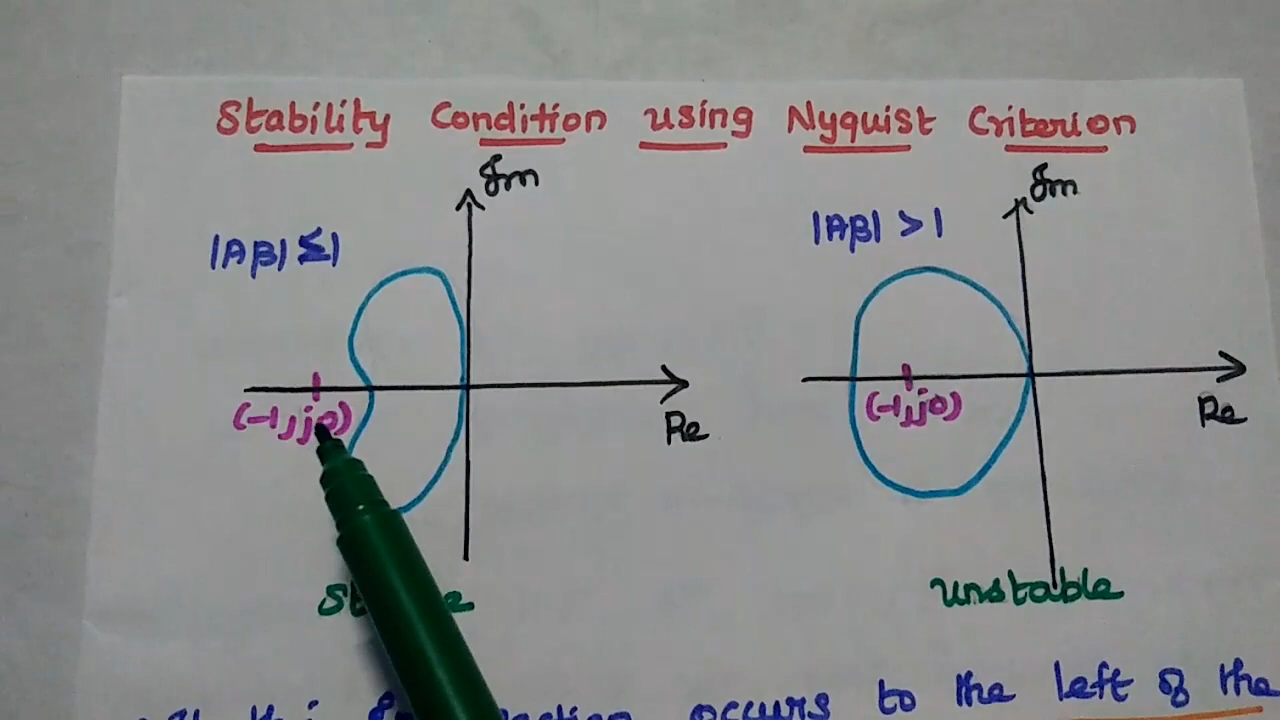 Stability Condition using Nyquist Criterion
Im
Im
|Aβ| ≤ 1
|Aβ| > 1
(-1, j0)
(-1, j0)
Re
Re
unstable
occurs to the left of the